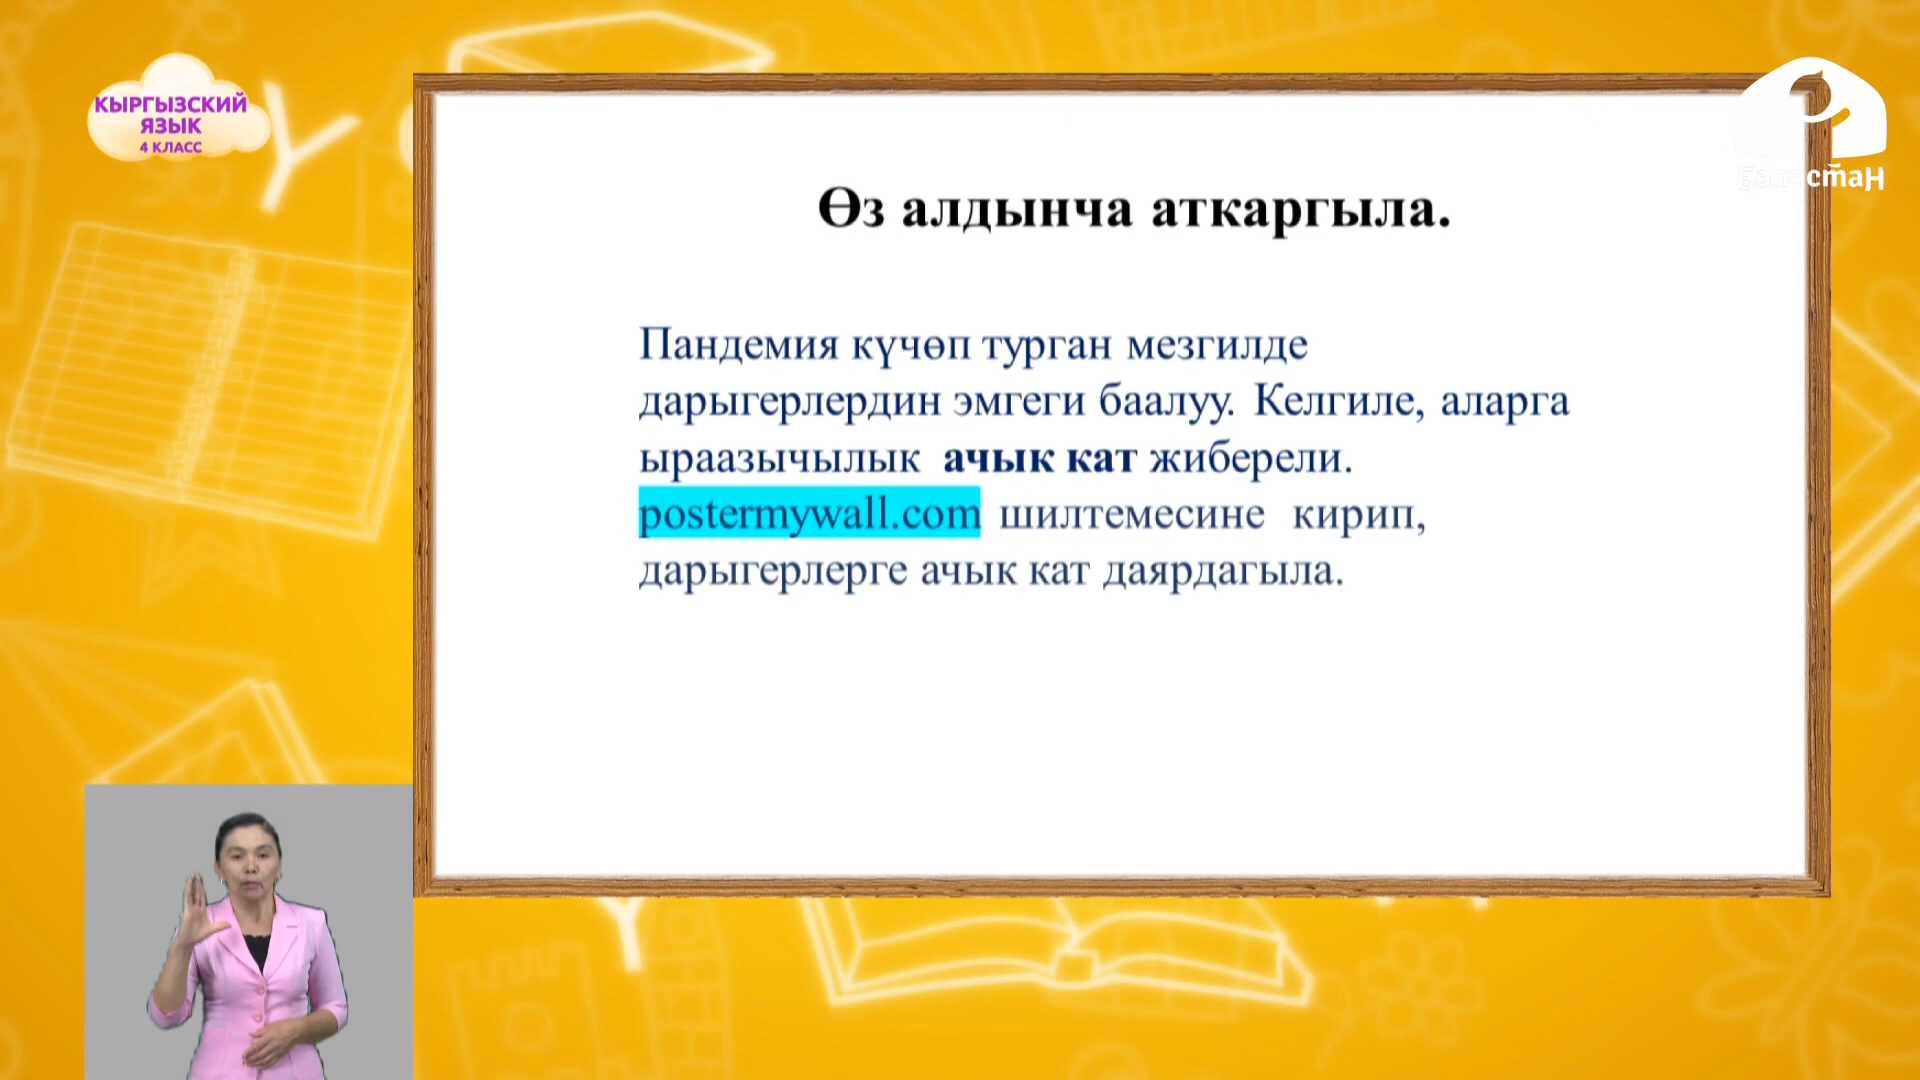 КЫРГЫЗСКИЙ
ЯЗЫК
4 КЛАСС
Баластан
Өз алдынча аткаргыла.
Пандемия күчөп турган мезгилде
дарыгерлердин эмгеги баалуу. Келгиле, аларга
ыраазычылык ачык кат жиберели.
postermywall.com шилтемесине кирип,
дарыгерлерге ачык кат даярдагыла.